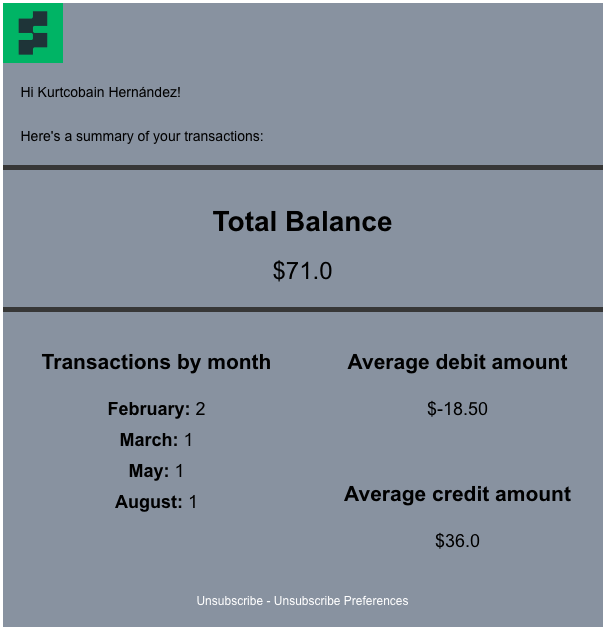 Hi Kurtcobain Hernández!
Here's a summary of your transactions:
Total Balance
$71.0
Transactions by month
February: 2
March: 1
May: 1
August: 1
Average debit amount
$-18.50
Average credit amount
$36.0
Unsubscribe - Unsubscribe Preferences